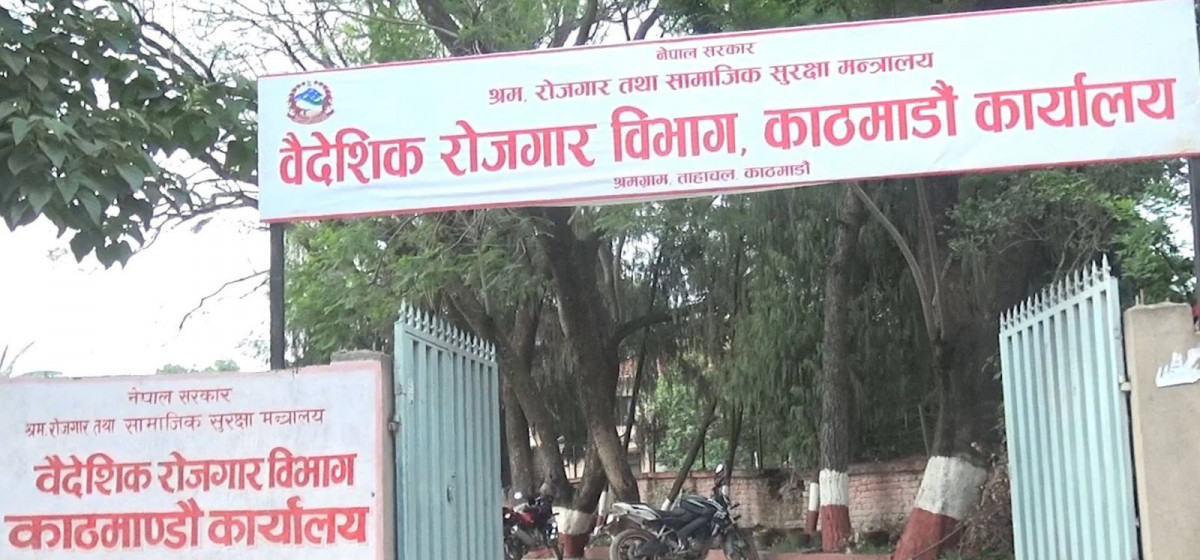 नेपाल सरकार
श्रम, रोजगार तथा सामाजिक सुरक्षा मन्त्रालय
वैदेशिक रोजगार विभाग, काठमाडौं कार्यालय
श्रमग्राम, ताहाचल, काठमाडौं
नेपाल सरकार
श्रम, रोजगार तथा सामाजिक सुरक्षा मन्त्रालय
वैदेशिक रोजगार विभाग
काठमाण्डौ कार्यालय